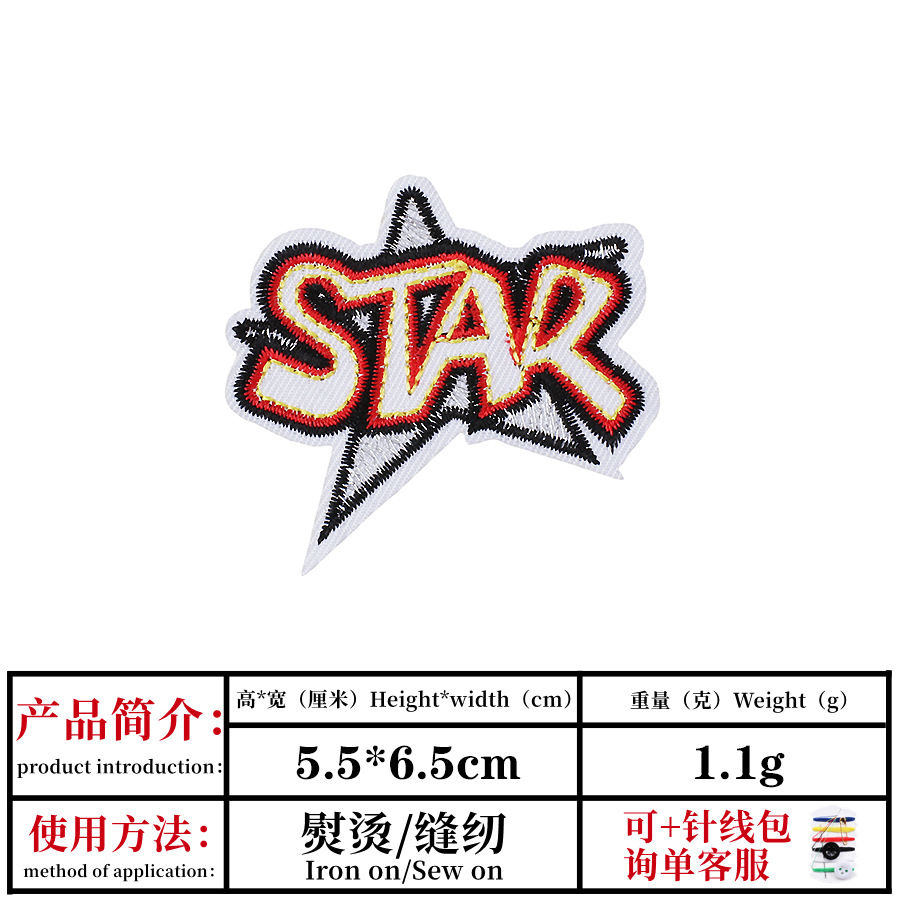 STAR
产品简介：
product introduction：
高*宽（厘米）Height*width（cm）
重量（克）Weight（g）
5.5*6.5cm
1.1g
使用方法：
method of application：
熨烫/缝纫
Iron on/Sew on
可+针线包
询单客服